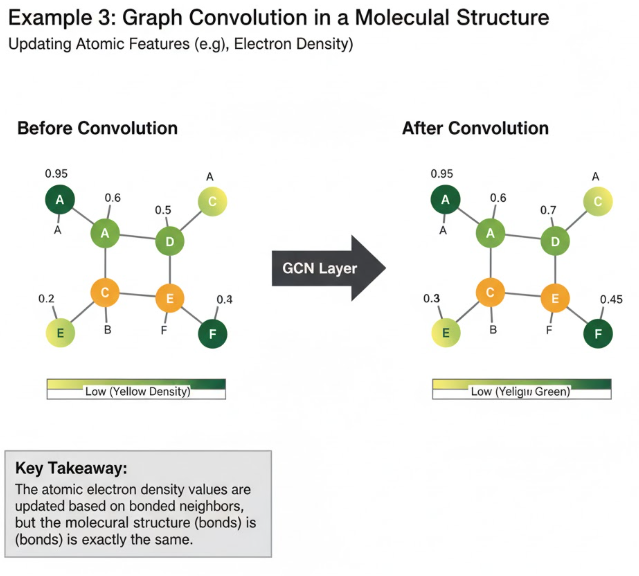 Example 3: Graph Convolution in a Moleculal Structure
Updating Atomic Features (e.g), Electron Density)
Before Convolution
After Convolution
0.95
A
A
0.6
A
0.5
D
A
C
C
B
E
F
0.2
E
0.4
F
Low (Yellow Density)
GCN Layer
0.95
A
A
0.6
A
0.7
D
A
C
C
B
E
F
0.3
E
0.45
F
Low (Yeligın Green)
Key Takeaway:
The atomic electron density values are
updated based on bonded neighbors,
but the molecural structure (bonds) is
(bonds) is exactly the same.